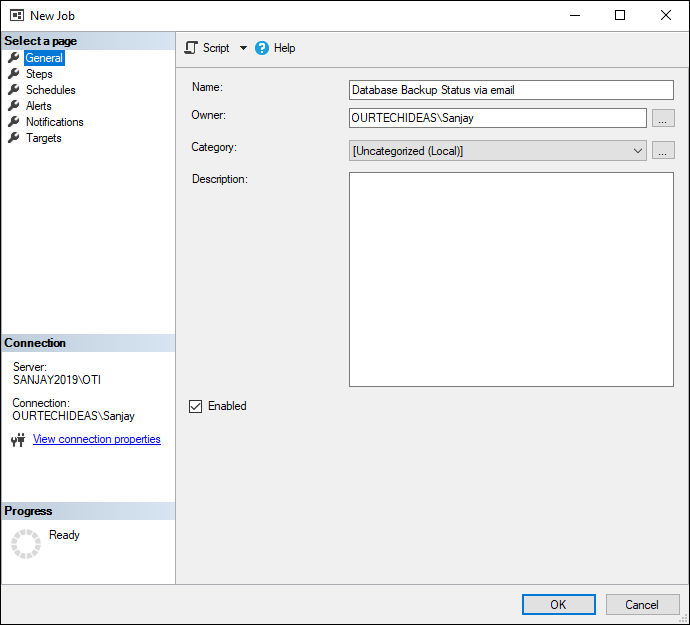 New Job
Select a page
General
Steps
Schedules
Alerts
Notifications
Targets
Script
Help
Name:
Database Backup Status via email
Owner:
OURTECHIDEAS\Sanjay
...
Category:
[Uncategorized (Local)]
...
Description:
Enabled
Connection
Server:
SANJAY2019\OTI
Connection:
OURTECHIDEAS\Sanjay
View connection properties
Progress
Ready
OK
Cancel